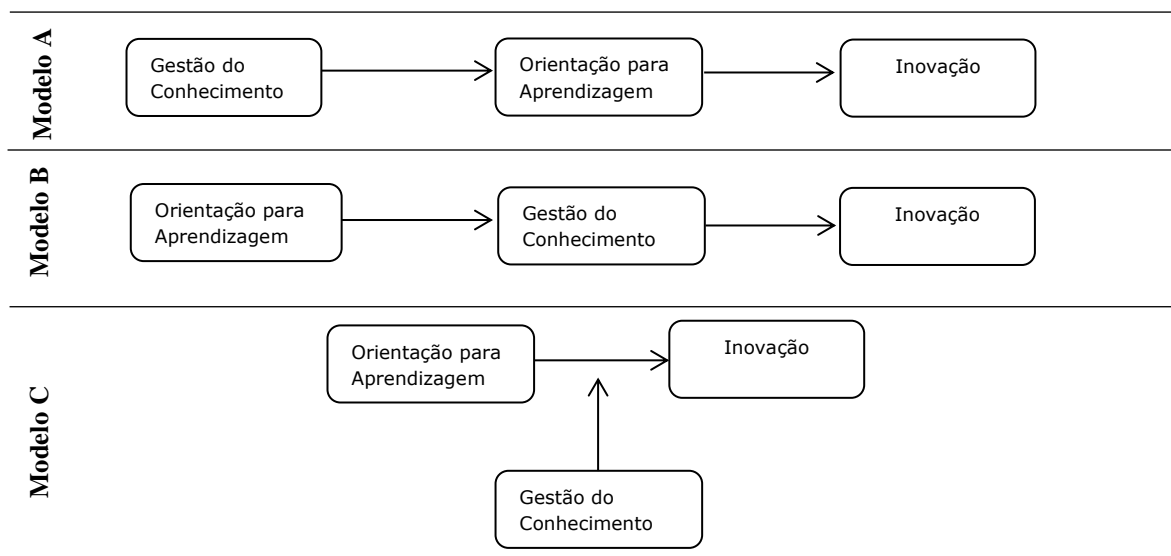 Modelo A
Gestão do
Conhecimento
Orientação para
Aprendizagem
Inovação
Modelo B
Orientação para
Aprendizagem
Gestão do
Conhecimento
Inovação
Modelo C
Orientação para
Aprendizagem
Inovação
Gestão do
Conhecimento